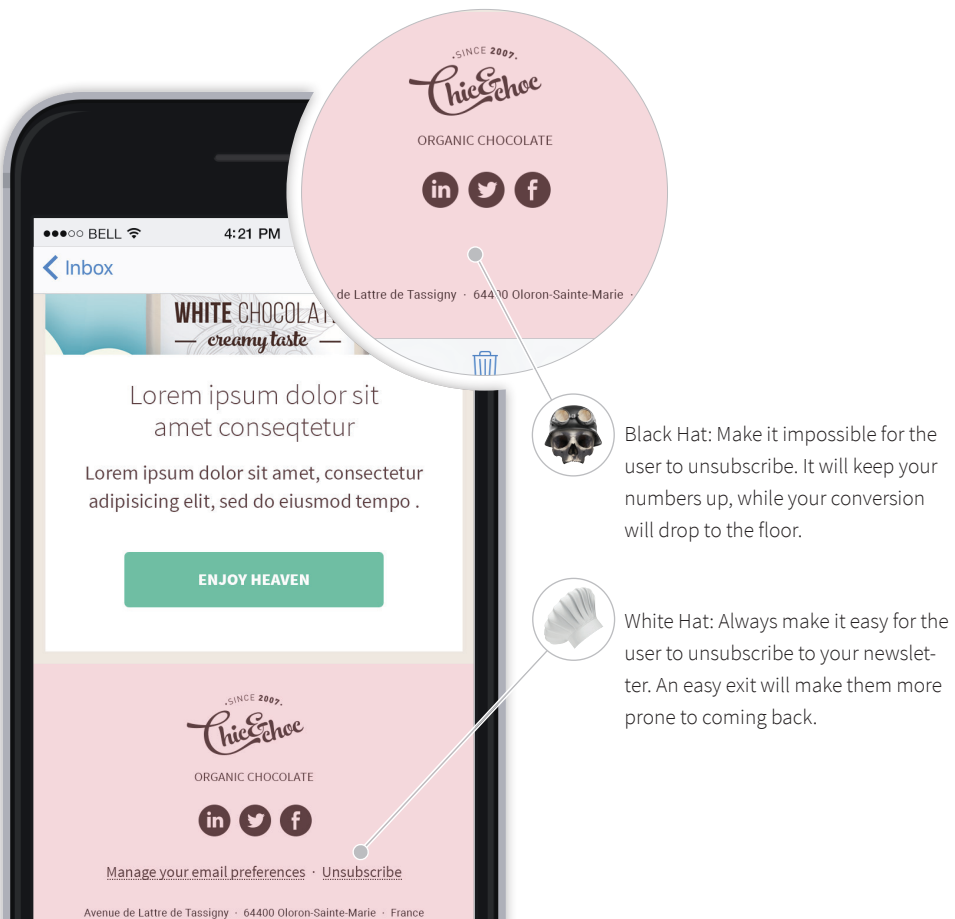 ·SINCE 2007·
Chic&choc
ORGANIC CHOCOLATE
in f
de Lattre de Tassigny · 64400 Oloron-Sainte-Marie ·
BELL 4:21 PM
Inbox
WHITE CHOCOLAT
creamy taste
Lorem ipsum dolor sit
amet conseqtetur
Lorem ipsum dolor sit amet, consectetur
adipisicing elit, sed do eiusmod tempo .
ENJOY HEAVEN
Black Hat: Make it impossible for the
user to unsubscribe. It will keep your
numbers up, while your conversion
will drop to the floor.
White Hat: Always make it easy for the
user to unsubscribe to your newslet-
ter. An easy exit will make them more
prone to coming back.
·SINCE 2007·
Chic&choc
ORGANIC CHOCOLATE
in f
Manage your email preferences · Unsubscribe
Avenue de Lattre de Tassigny · 64400 Oloron-Sainte-Marie · France